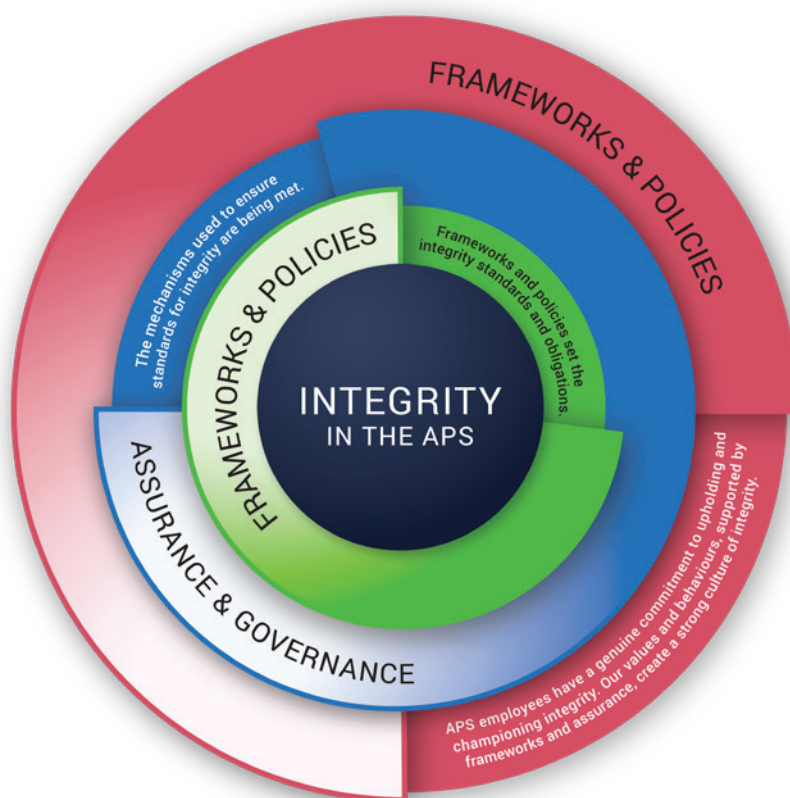 FRAMEWORKS & POLICIES
The mechanisms used to ensure
standards for integrity are being met.
FRAMEWORKS & POLICIES
Frameworks and policies set the
integrity standards and obligations.
INTEGRITY
IN THE APS
ASSURANCE & GOVERNANCE
APS employees have a genuine commitment to upholding and
championing integrity. Our values and behaviours, supported by
frameworks and assurance, create a strong culture of integrity.